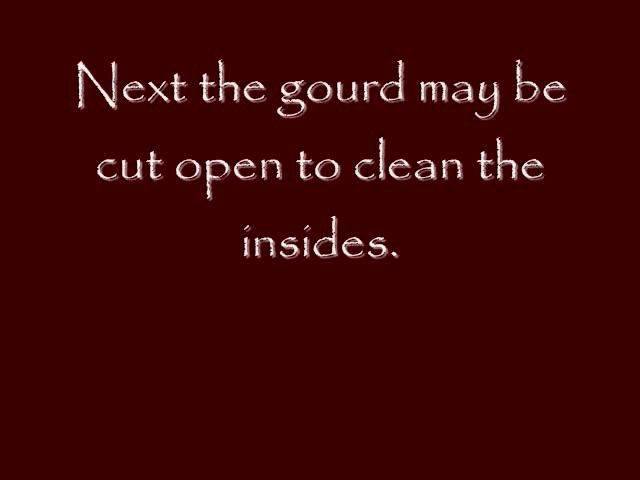 Next the gourd may be
cut open to clean the
insides.